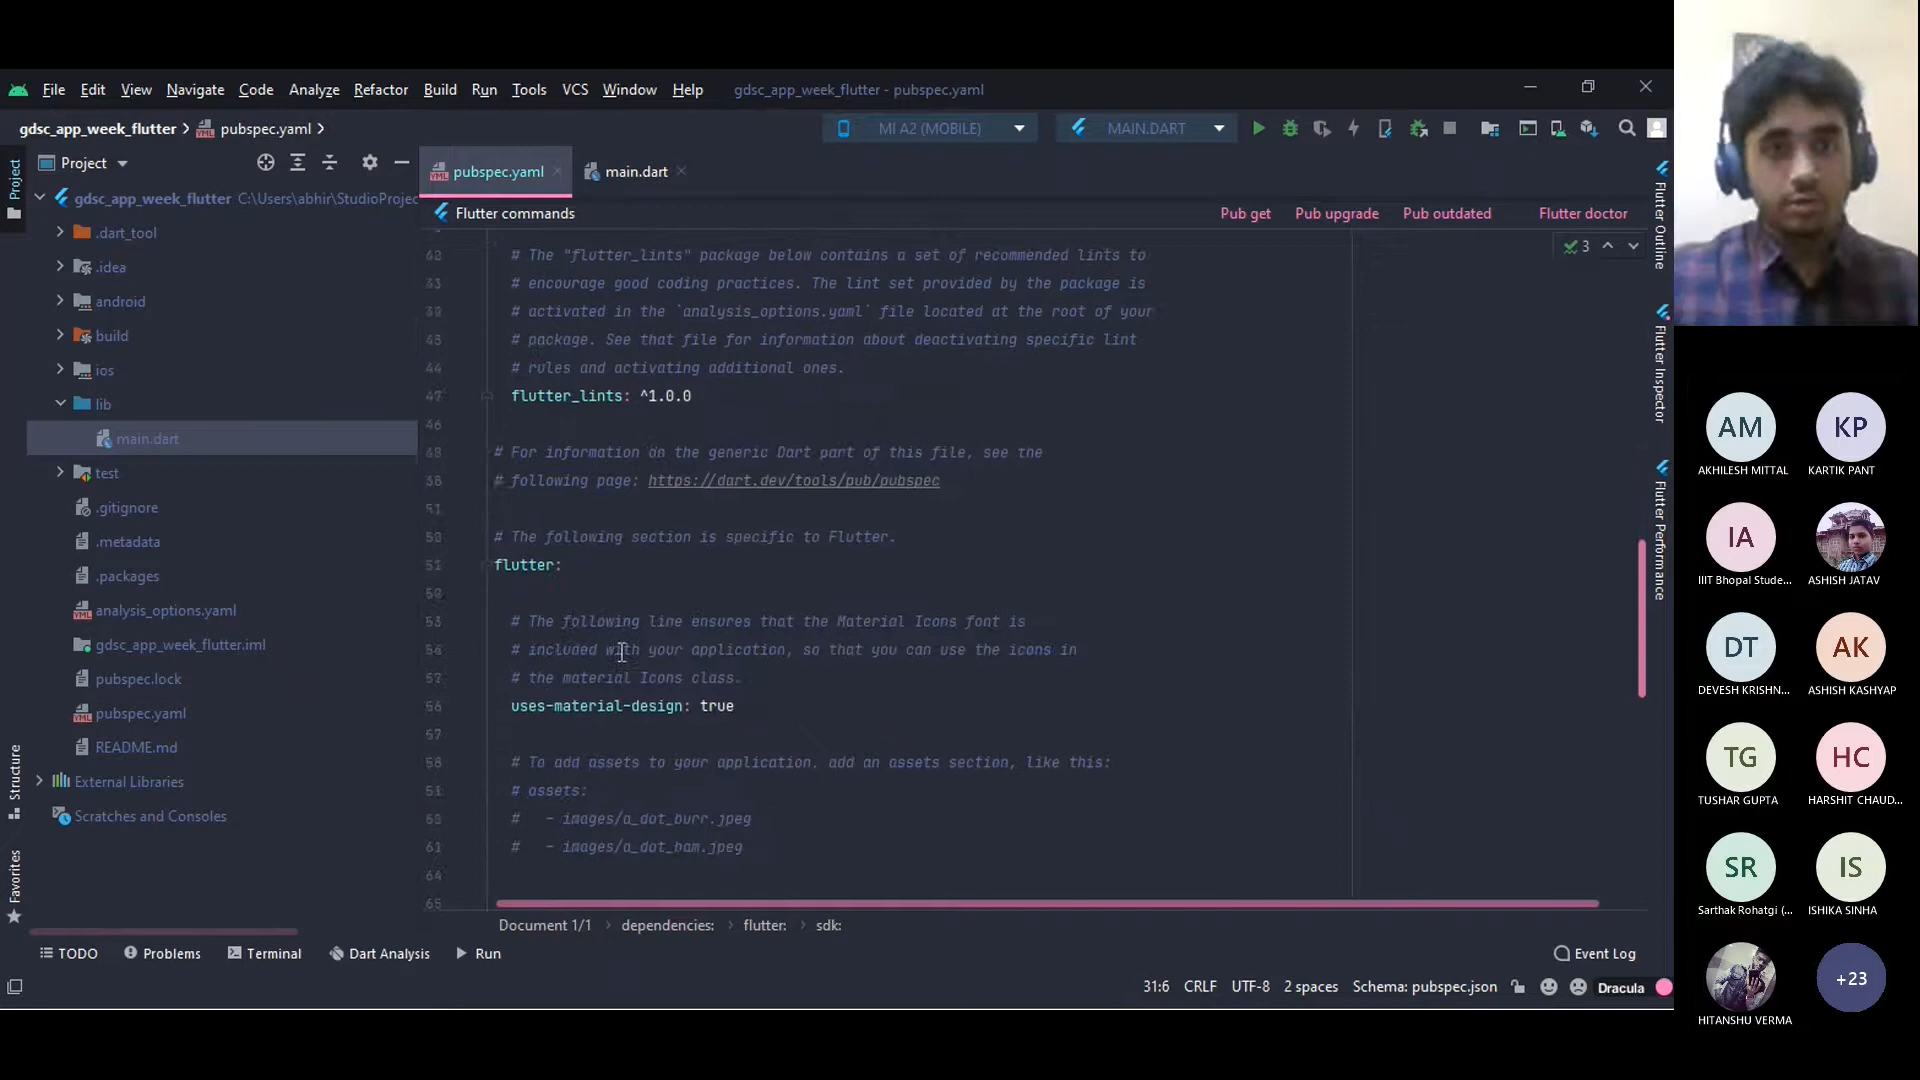 File Edit View Navigate Code Analyze Refactor Build Run Tools VCS Window Help gdsc_app_week_flutter - pubspec.yaml
gdsc_app_week_flutter pubspec.yaml MI A2 (MOBILE) MAIN.DART
Project
pubspec.yaml main.dart
Project
gdsc_app_week_flutter C:\Users\abhir\StudioProjec
.dart_tool
.idea
android
build
ios
lib
main.dart
test
.gitignore
.metadata
.packages
analysis_options.yaml
gdsc_app_week_flutter.iml
pubspec.lock
pubspec.yaml
README.md
External Libraries
Scratches and Consoles
Structure
Favorites
Flutter commands Pub get Pub upgrade Pub outdated Flutter doctor
3
# The "flutter_lints" package below contains a set of recommended lints to
# encourage good coding practices. The lint set provided by the package is
# activated in the `analysis_options.yaml` file located at the root of your
# package. See that file for information about deactivating specific lint
# rules and activating additional ones.
flutter_lints: ^1.0.0
# For information on the generic Dart part of this file, see the
# following page: https://dart.dev/tools/pub/pubspec
# The following section is specific to Flutter.
flutter:
# The following line ensures that the Material Icons font is
# included with your application, so that you can use the icons in
# the material Icons class.
uses-material-design: true
# To add assets to your application, add an assets section, like this:
# assets:
#   - images/a_dot_burr.jpeg
#   - images/a_dot_ham.jpeg
Document 1/1 dependencies: flutter: sdk:
Flutter Outline
Flutter Inspector
Flutter Performance
TODO Problems Terminal Dart Analysis Run Event Log
31:6 CRLF UTF-8 2 spaces Schema: pubspec.json Dracula
AM KP
AKHILESH MITTAL KARTIK PANT
IA
IIIT Bhopal Stude... ASHISH JATAV
DT AK
DEVESH KRISHN... ASHISH KASHYAP
TG HC
TUSHAR GUPTA HARSHIT CHAUD...
SR IS
Sarthak Rohatgi (... ISHIKA SINHA
+23
HITANSHU VERMA